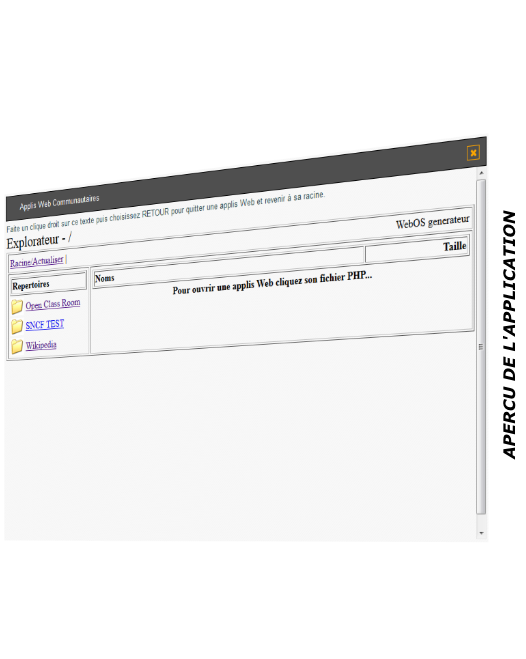 Applis Web Communautaires
Faite un clique droit sur ce texte puis choisissez RETOUR pour quitter une applis Web et revenir à sa racine.
Explorateur - /
WebOS generateur
Racine/Actualiser |
Repertoires
Noms
Taille
Pour ouvrir une applis Web cliquez son fichier PHP...
Open Class Room
SNCF TEST
Wikipedia
APERCU DE L'APPLICATION